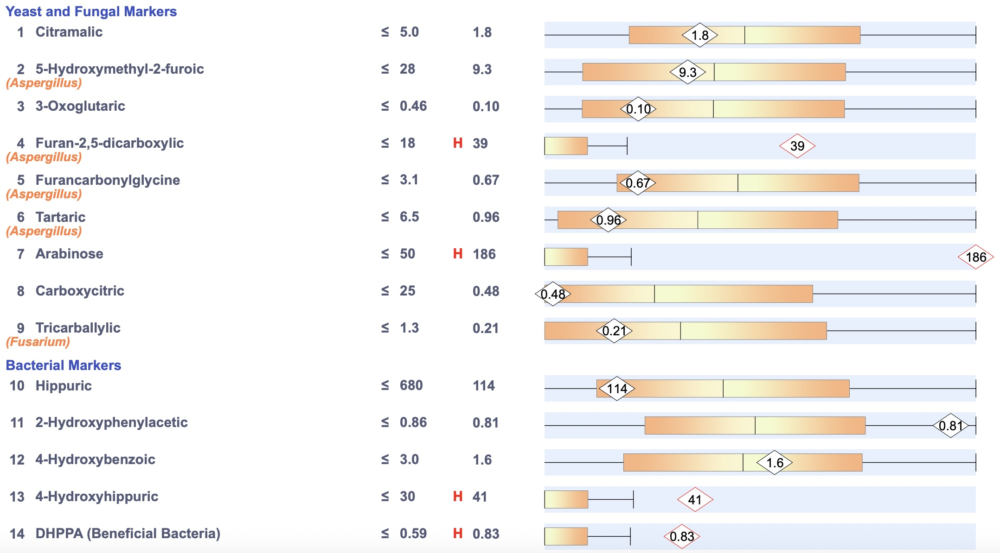 Yeast and Fungal Markers
1 Citramalic ≤ 5.0 1.8 1.8
2 5-Hydroxymethyl-2-furoic ≤ 28 9.3 9.3
(Aspergillus)
3 3-Oxoglutaric ≤ 0.46 0.10 0.10
4 Furan-2,5-dicarboxylic ≤ 18 H 39 39
(Aspergillus)
5 Furancarbonylglycine ≤ 3.1 0.67 0.67
(Aspergillus)
6 Tartaric ≤ 6.5 0.96 0.96
(Aspergillus)
7 Arabinose ≤ 50 H 186 186
8 Carboxycitric ≤ 25 0.48 0.48
9 Tricarballylic ≤ 1.3 0.21 0.21
(Fusarium)
Bacterial Markers
10 Hippuric ≤ 680 114 114
11 2-Hydroxyphenylacetic ≤ 0.86 0.81 0.81
12 4-Hydroxybenzoic ≤ 3.0 1.6 1.6
13 4-Hydroxyhippuric ≤ 30 H 41 41
14 DHPPA (Beneficial Bacteria) ≤ 0.59 H 0.83 0.83